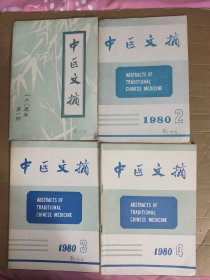 中医文摘
一九八〇年
第一期
中医文摘
ABSTRACTS OF
TRADITIONAL
CHINESE MEDICINE
1980 2
中医文摘
ABSTRACTS OF
TRADITIONAL
CHINESE MEDICINE
1980 3
中医文摘
ABSTRACTS OF
TRADITIONAL
CHINESE MEDICINE
1980 4